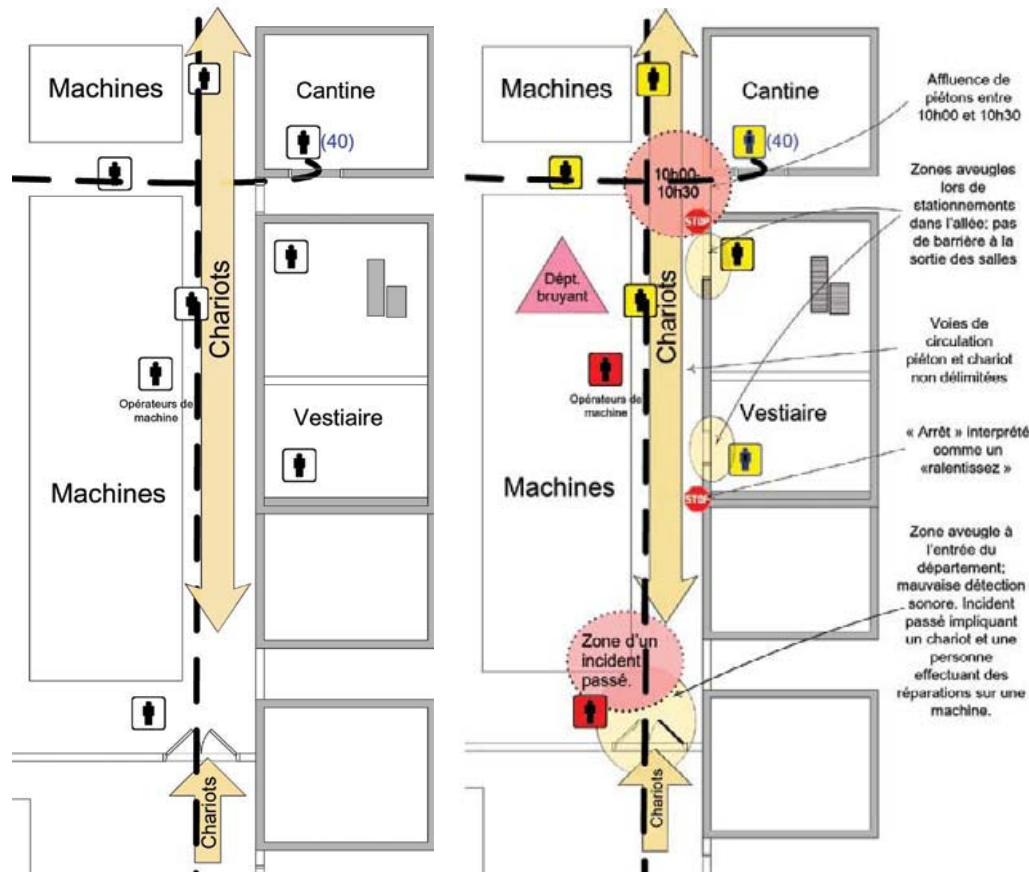 Machines
Cantine
(40)
Chariots
Opérateurs de
machine
Vestiaire
Machines
Chariots
Machines
Cantine
(40)
10h00-
10h30
STOP
Dépt.
bruyant
Chariots
Opérateurs de
machine
Vestiaire
Machines
STOP
Zone d'un
incident
passé.
Chariots
Affluence de
piétons entre
10h00 et 10h30
Zones aveugles
lors de
stationnements
dans l'allée; pas
de barrière à la
sortie des salles
Voies de
circulation
piéton et chariot
non délimitées
« Arrêt » interprété
comme un
«ralentissez »
Zone aveugle à
l'entrée du
département;
mauvaise détection
sonore. Incident
passé impliquant
un chariot et une
personne
effectuant des
réparations sur une
machine.